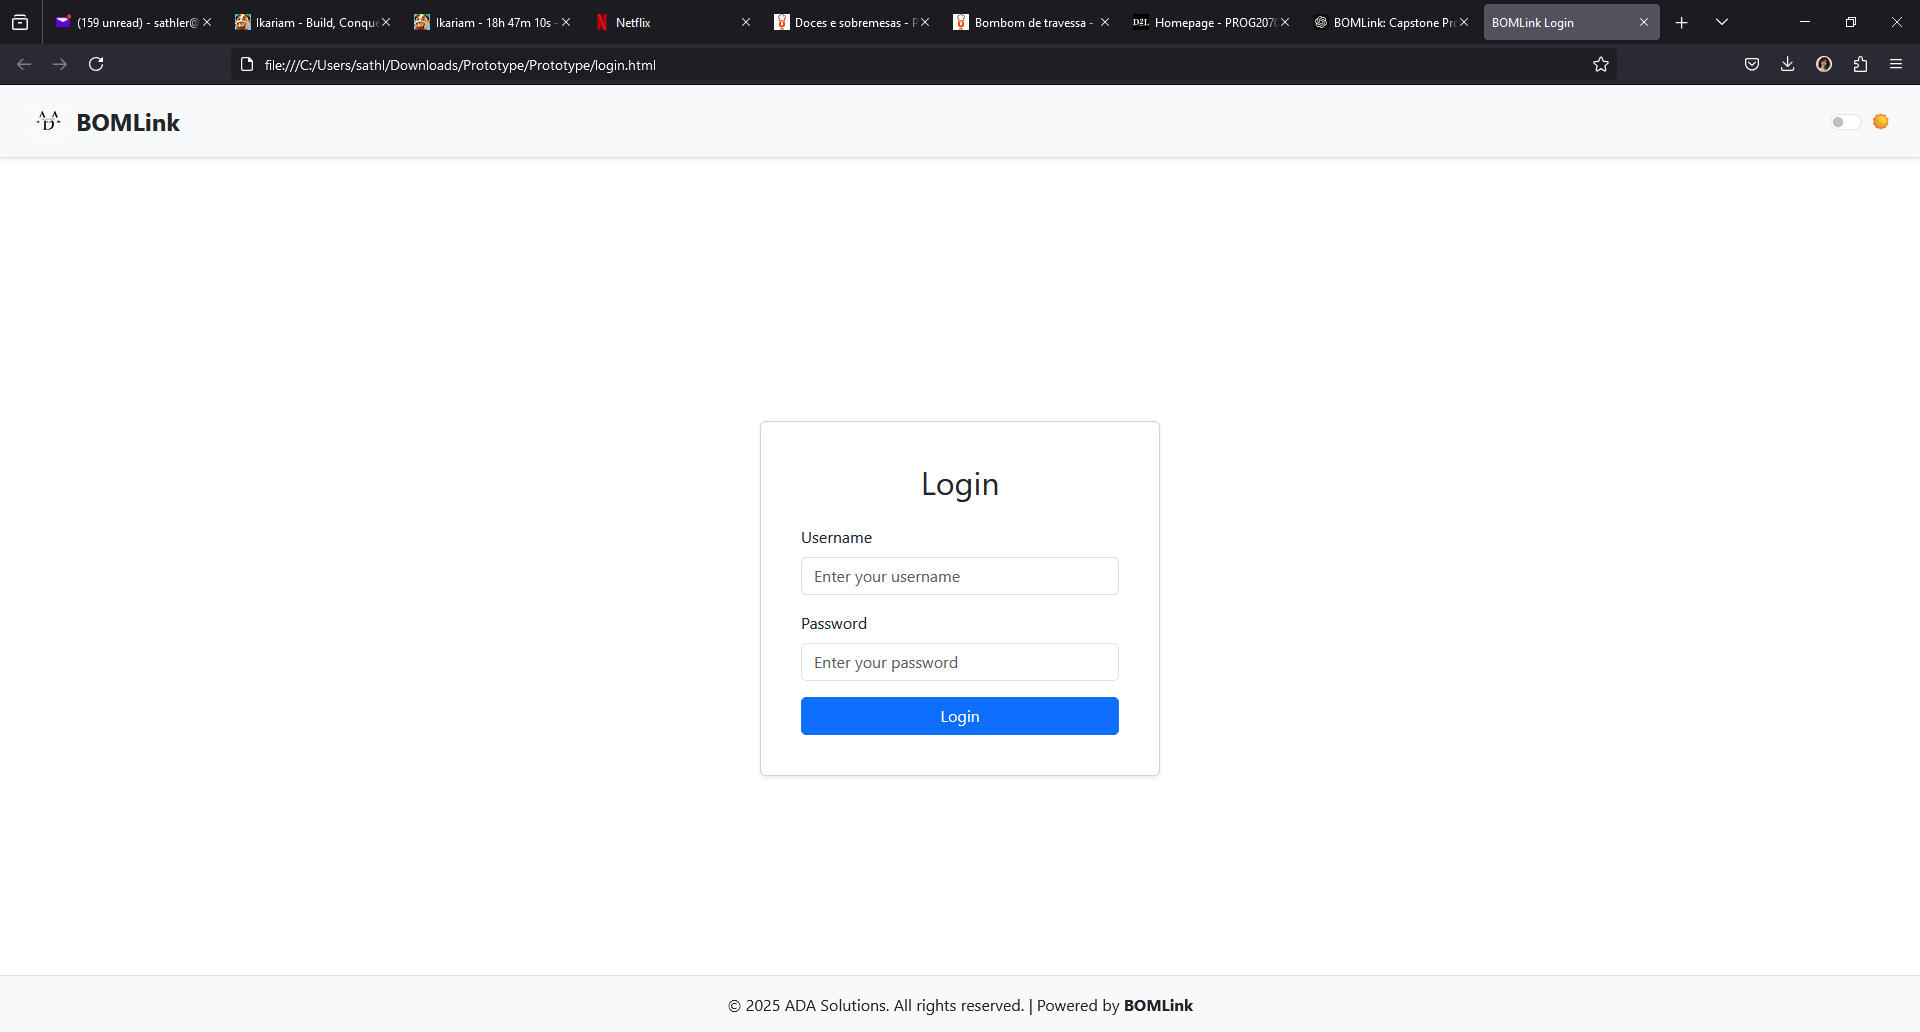 (159 unread) - sathler@
Ikariam - Build, Conque
Ikariam - 18h 47m 10s -
Netflix
Doces e sobremesas - P
Bombom de travessa -
D2L Homepage - PROG207
BOMLink: Capstone Pr
BOMLink Login
file:///C:/Users/sathl/Downloads/Prototype/Prototype/login.html
A A
D
BOMLink
Login
Username
Enter your username
Password
Enter your password
Login
© 2025 ADA Solutions. All rights reserved. | Powered by BOMLink